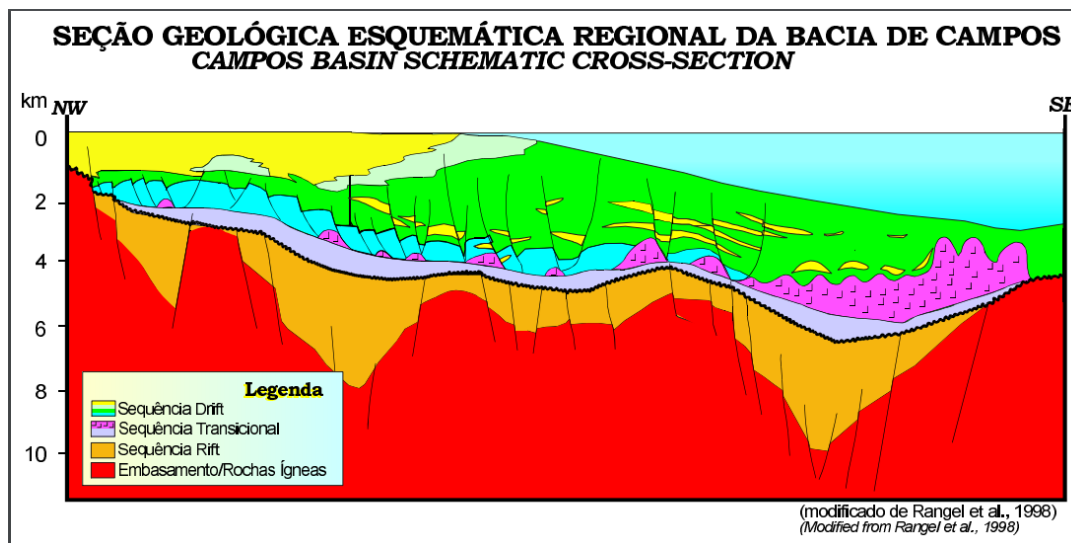 SEÇÃO GEOLÓGICA ESQUEMÁTICA REGIONAL DA BACIA DE CAMPOS
CAMPOS BASIN SCHEMATIC CROSS-SECTION
km
NW
SE
0
2
4
6
8
10
Legenda
Sequência Drift
Sequência Transicional
Sequência Rift
Embasamento/Rochas Ígneas
(modificado de Rangel et al., 1998)
(Modified from Rangel et al., 1998)